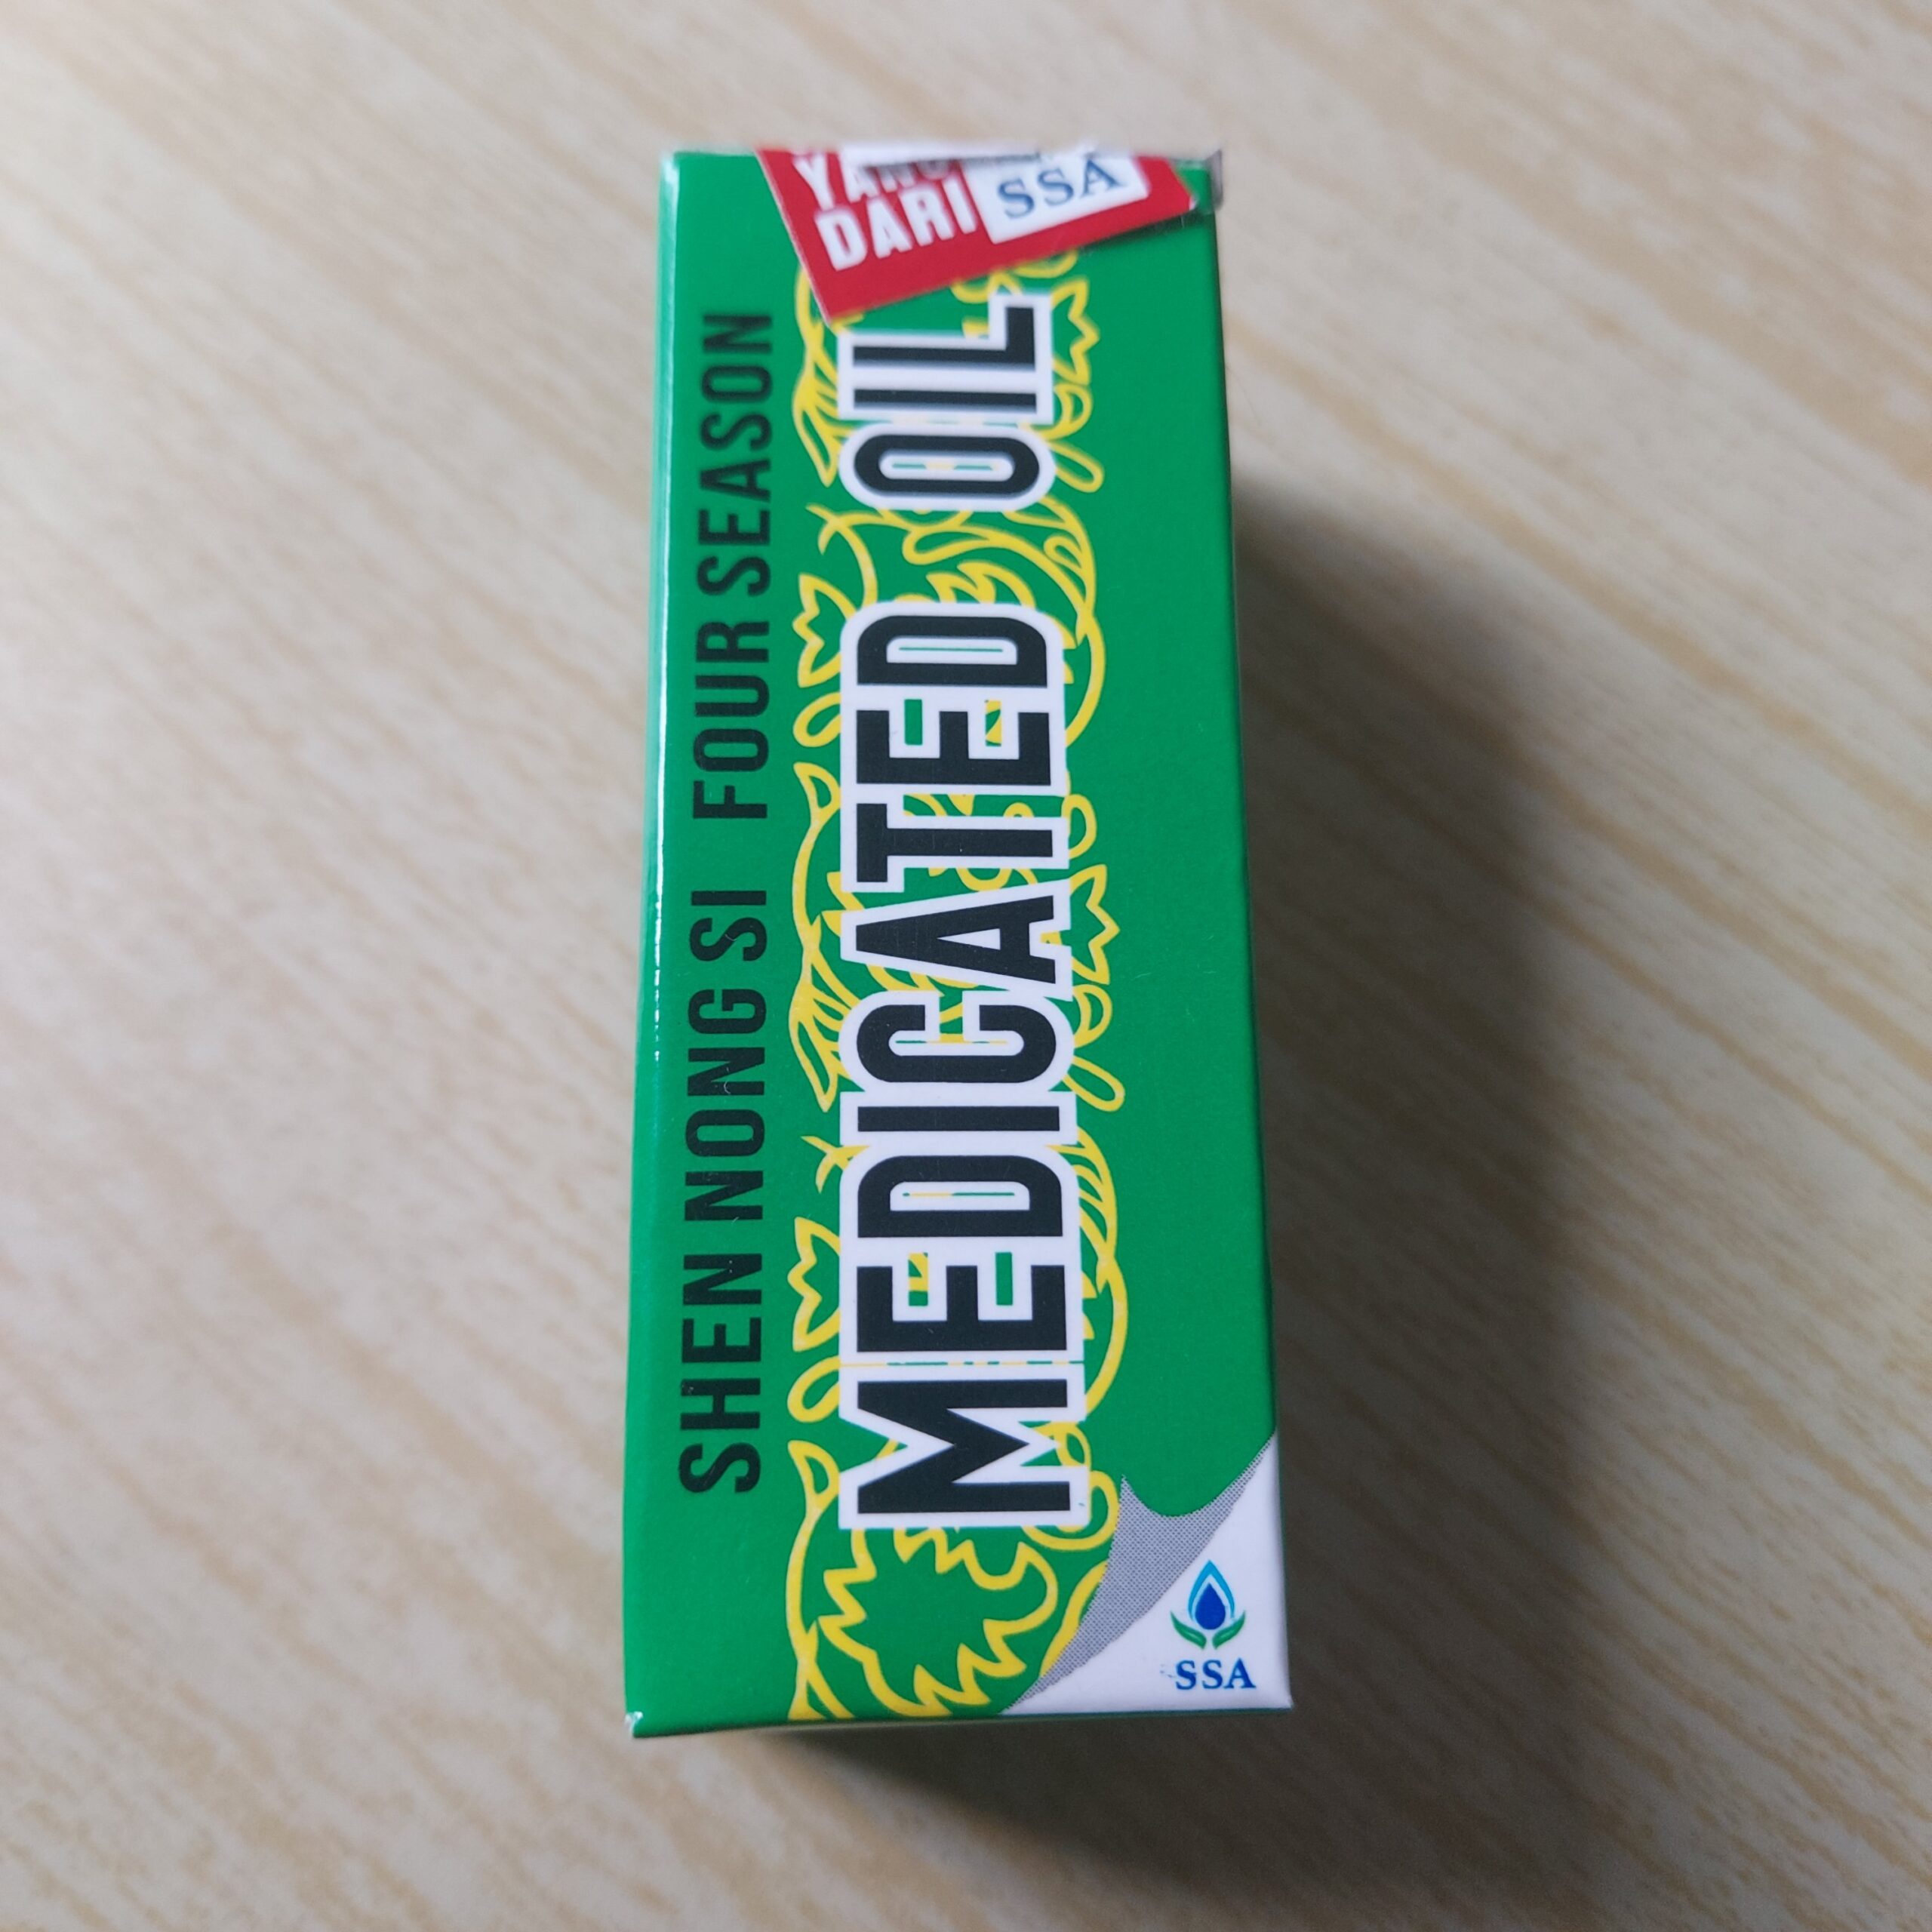 SHEN NONG SI FOUR SEASON
MEDICATED OIL
YANG
DARI
SSA
SSA